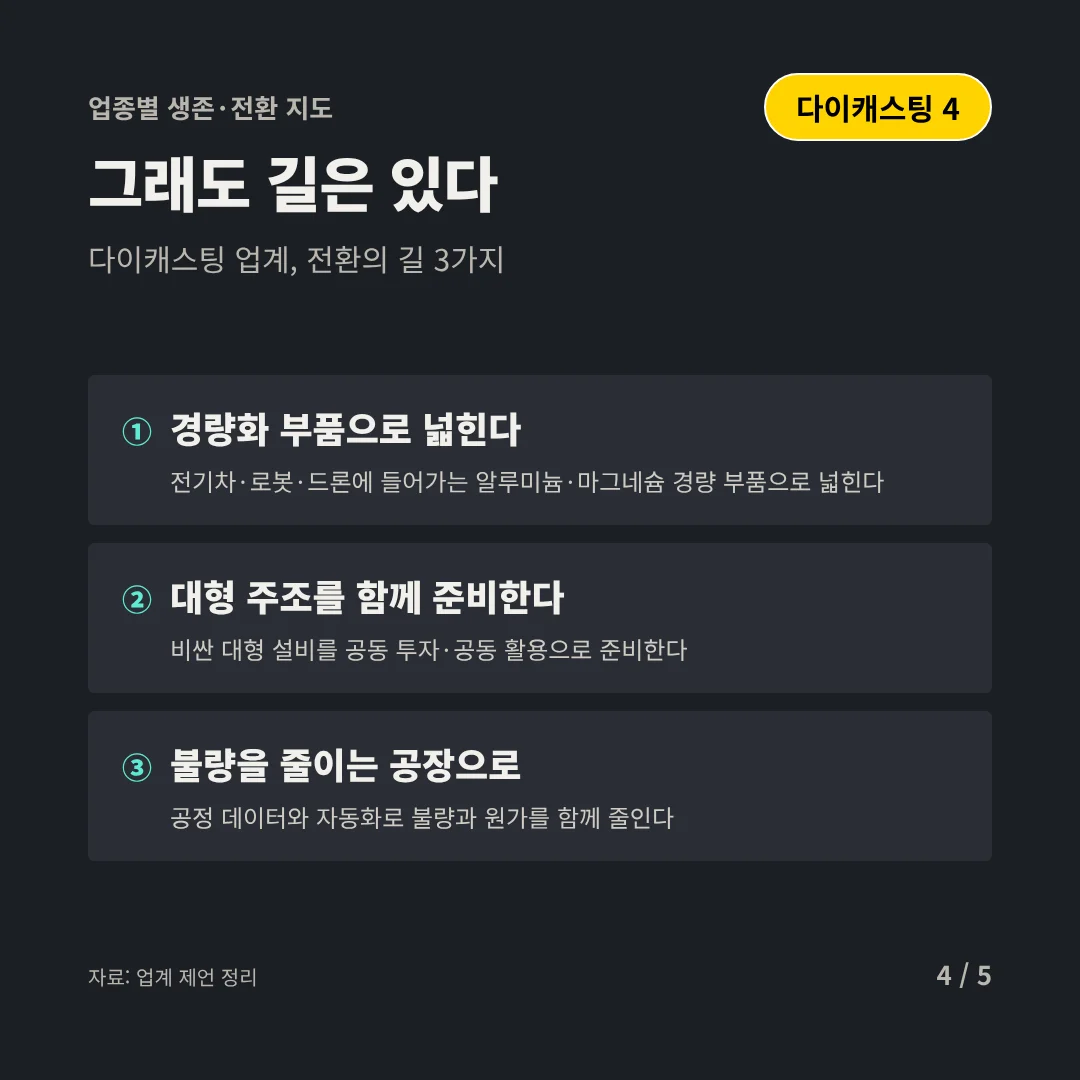 업종별 생존·전환 지도
다이캐스팅 4
그래도 길은 있다
다이캐스팅 업계, 전환의 길 3가지
① 경량화 부품으로 넓힌다
전기차·로봇·드론에 들어가는 알루미늄·마그네슘 경량 부품으로 넓힌다
② 대형 주조를 함께 준비한다
비싼 대형 설비를 공동 투자·공동 활용으로 준비한다
③ 불량을 줄이는 공장으로
공정 데이터와 자동화로 불량과 원가를 함께 줄인다
자료: 업계 제언 정리
4 / 5